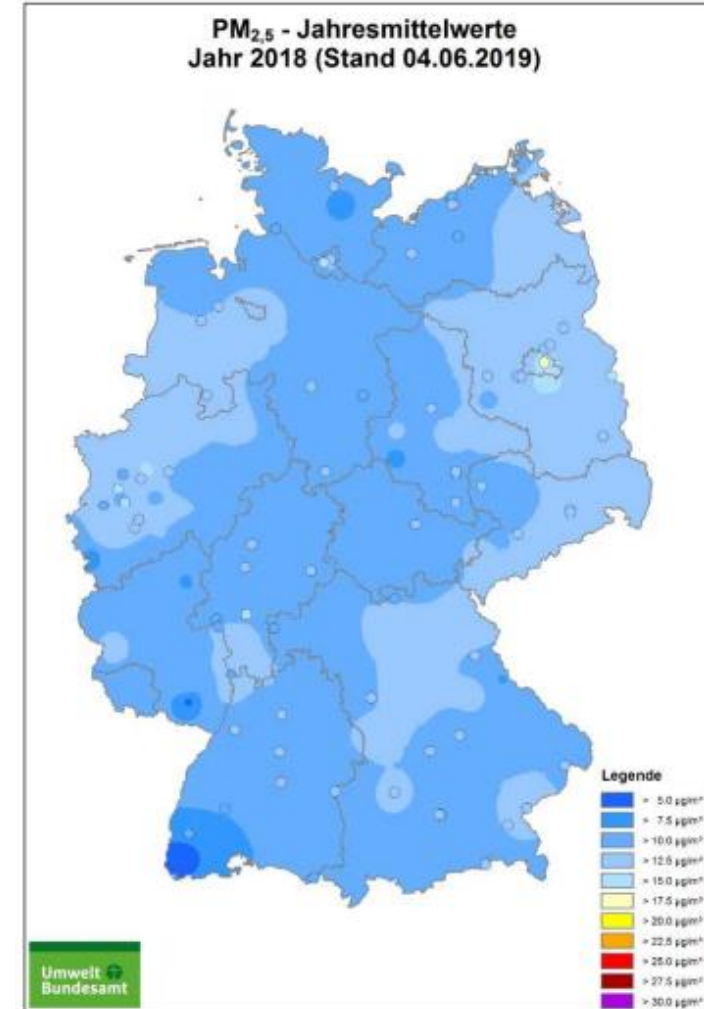 PM2,5 - Jahresmittelwerte
Jahr 2018 (Stand 04.06.2019)
Legende
> 5.0 µg/m³
> 7.5 µg/m³
> 10.0 µg/m³
> 12.5 µg/m³
> 15.0 µg/m³
> 17.5 µg/m³
> 20.0 µg/m³
> 22.5 µg/m³
> 25.0 µg/m³
> 27.5 µg/m³
> 30.0 µg/m³
Umwelt
Bundesamt